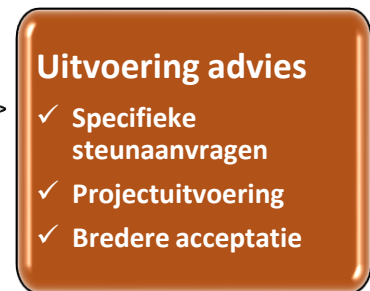 Uitvoering advies
✓ Specifieke
steunaanvragen
✓ Projectuitvoering
✓ Bredere acceptatie